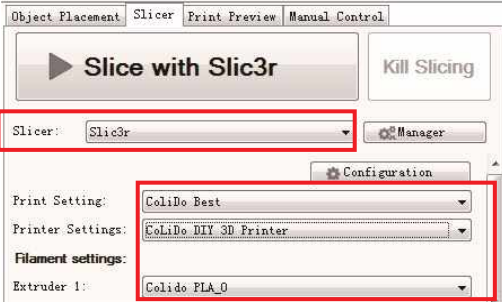 Object Placement Slicer Print Preview Manual Control
Slice with Slic3r Kill Slicing
Slicer: Slic3r Manager
Configuration
Print Setting: CoLiDo Best
Printer Settings: CoLiDo DIY 3D Printer
Filament settings:
Extruder 1: Colido PLA_0